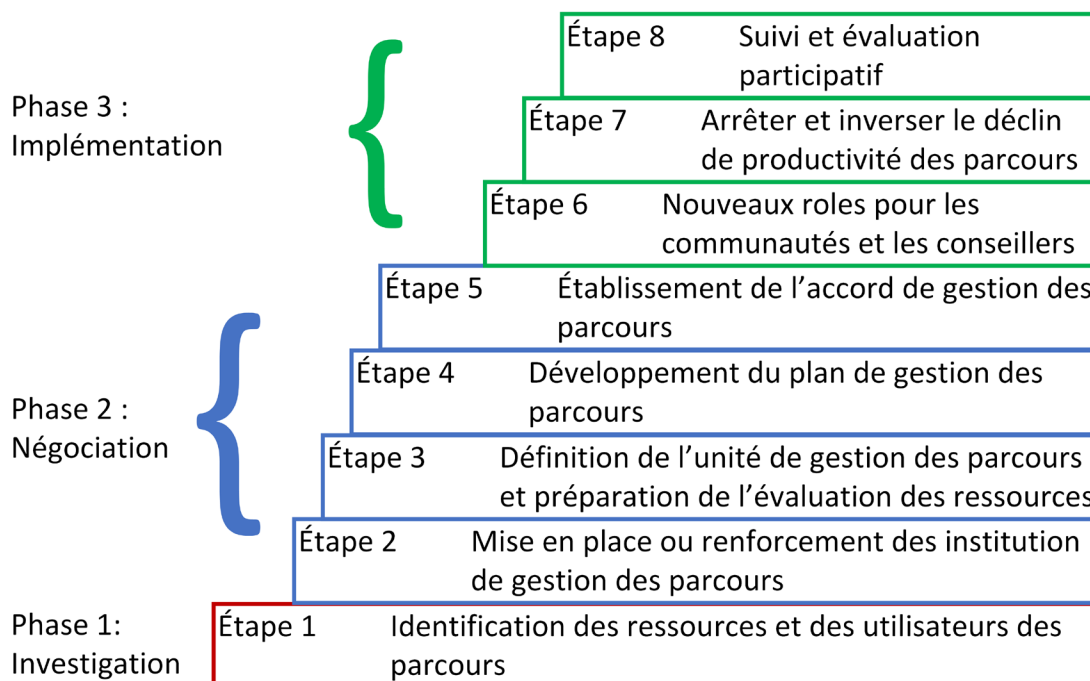 Étape 8 Suivi et évaluation
participatif
Phase 3 :
Implémentation
Étape 7 Arrêter et inverser le déclin
de productivité des parcours
Étape 6 Nouveaux roles pour les
communautés et les conseillers
Étape 5 Établissement de l’accord de gestion des
parcours
Étape 4 Développement du plan de gestion des
parcours
Phase 2 :
Négociation
Étape 3 Définition de l’unité de gestion des parcours
et préparation de l’évaluation des ressources
Étape 2 Mise en place ou renforcement des institution
de gestion des parcours
Phase 1:
Investigation
Étape 1 Identification des ressources et des utilisateurs des
parcours